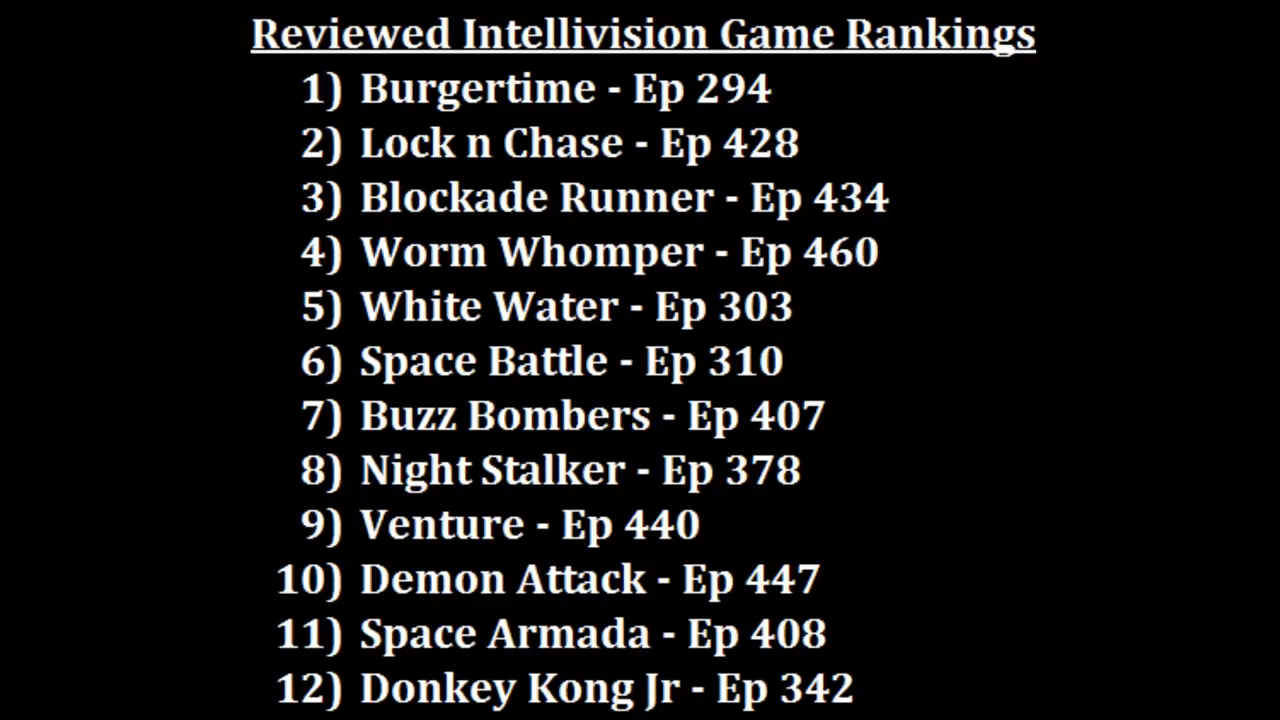 Reviewed Intellivision Game Rankings
1) Burgertime - Ep 294
2) Lock n Chase - Ep 428
3) Blockade Runner - Ep 434
4) Worm Whomper - Ep 460
5) White Water - Ep 303
6) Space Battle - Ep 310
7) Buzz Bombers - Ep 407
8) Night Stalker - Ep 378
9) Venture - Ep 440
10) Demon Attack - Ep 447
11) Space Armada - Ep 408
12) Donkey Kong Jr - Ep 342